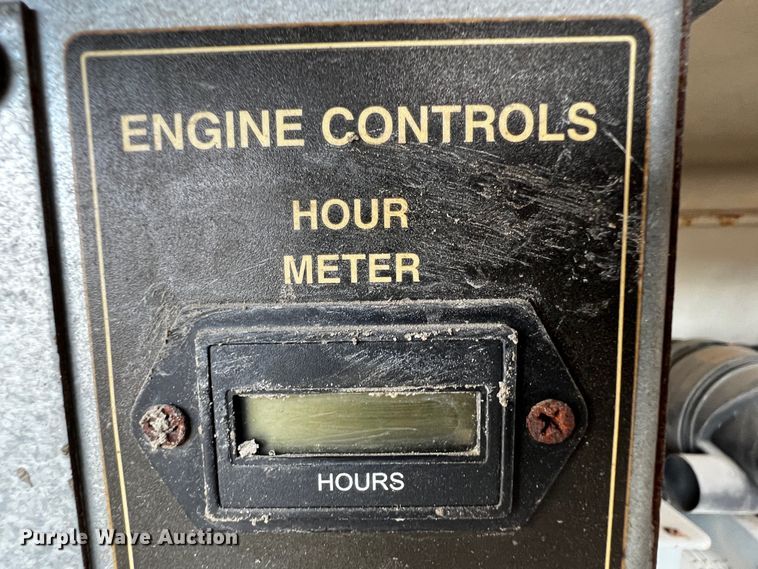 ENGINE CONTROLS
HOUR
METER
HOURS
Purple Wave Auction